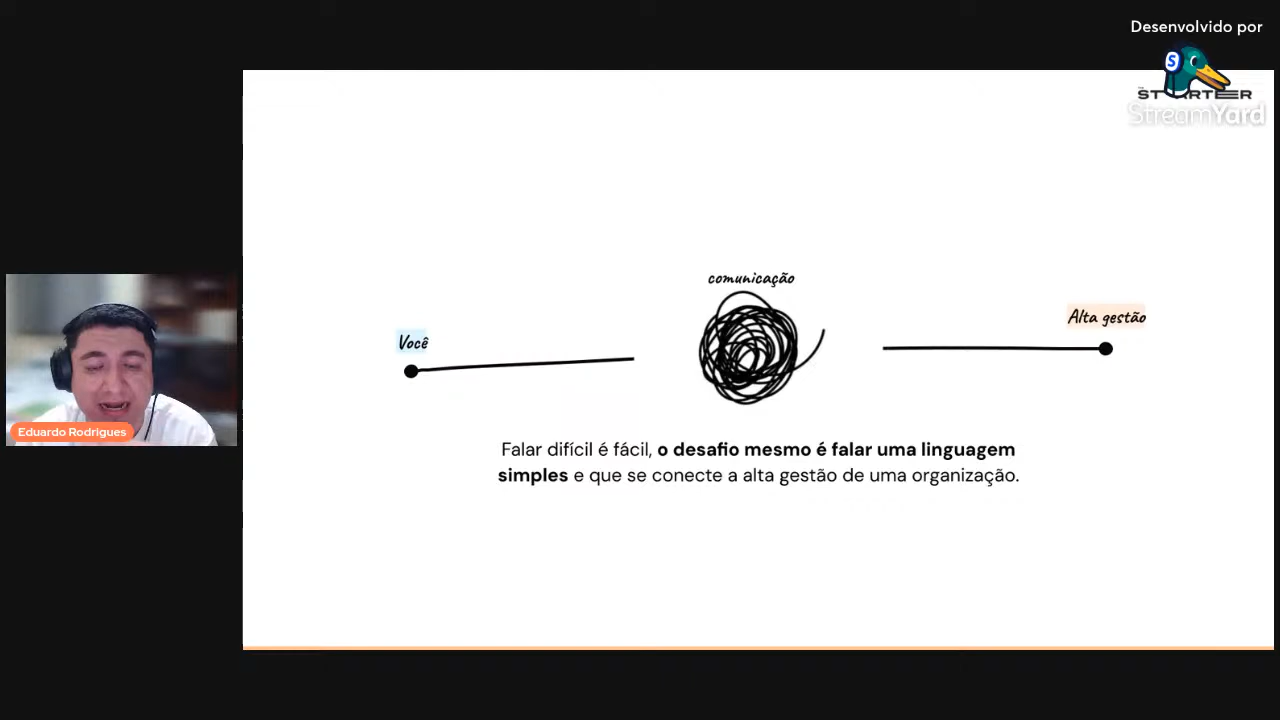 Desenvolvido por
StreamYard
comunicação
Alta gestão
Você
Falar difícil é fácil, o desafio mesmo é falar uma linguagem
simples e que se conecte a alta gestão de uma organização.
Eduardo Rodrigues